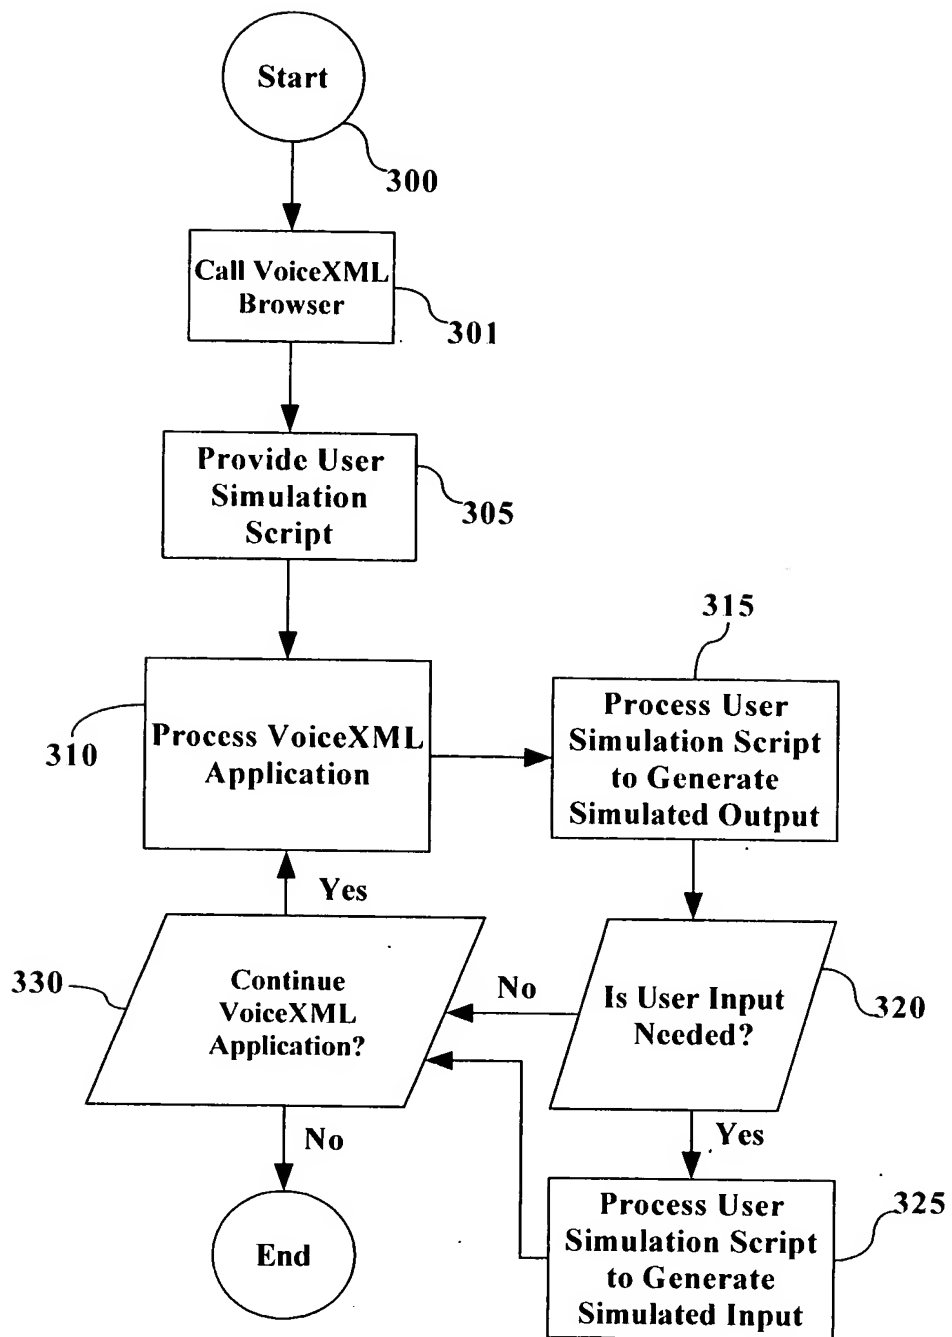 Start
300
Call VoiceXML
Browser
301
Provide User
Simulation
Script
305
315
Process User
Simulation Script
to Generate
Simulated Output
310
Process VoiceXML
Application
Yes
330
Continue
VoiceXML
Application?
No
Is User Input
Needed?
320
No
Yes
End
Process User
Simulation Script
to Generate
Simulated Input
325